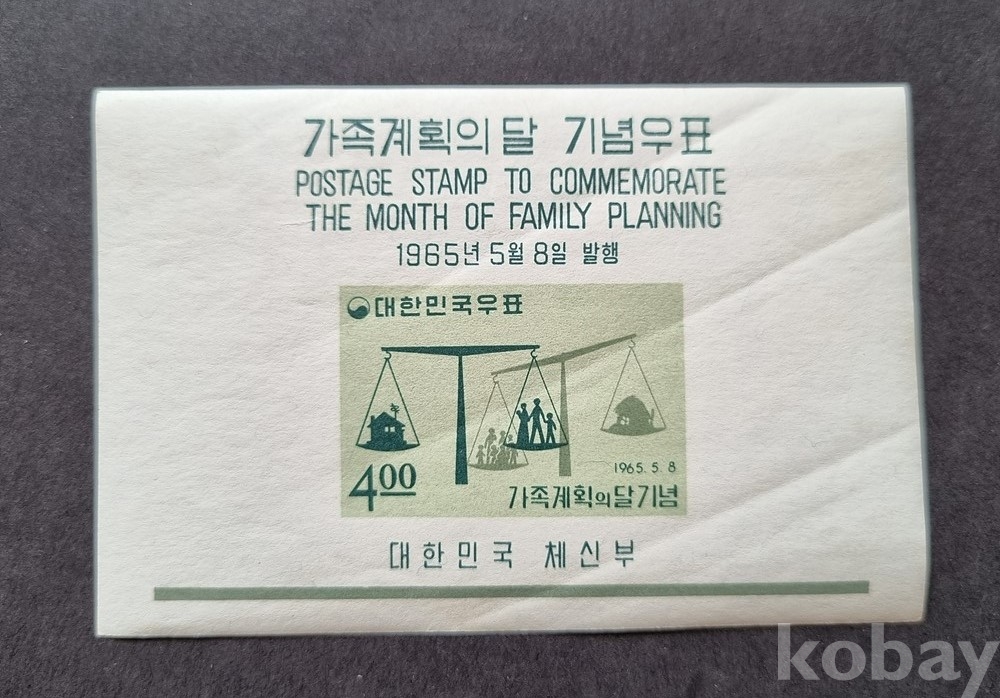 가족계획의 달 기념우표
POSTAGE STAMP TO COMMEMORATE
THE MONTH OF FAMILY PLANNING
1965년 5월 8일 발행
대한민국우표
4.00
1965. 5. 8
가족계획의달기념
대한민국 체신부
kobay